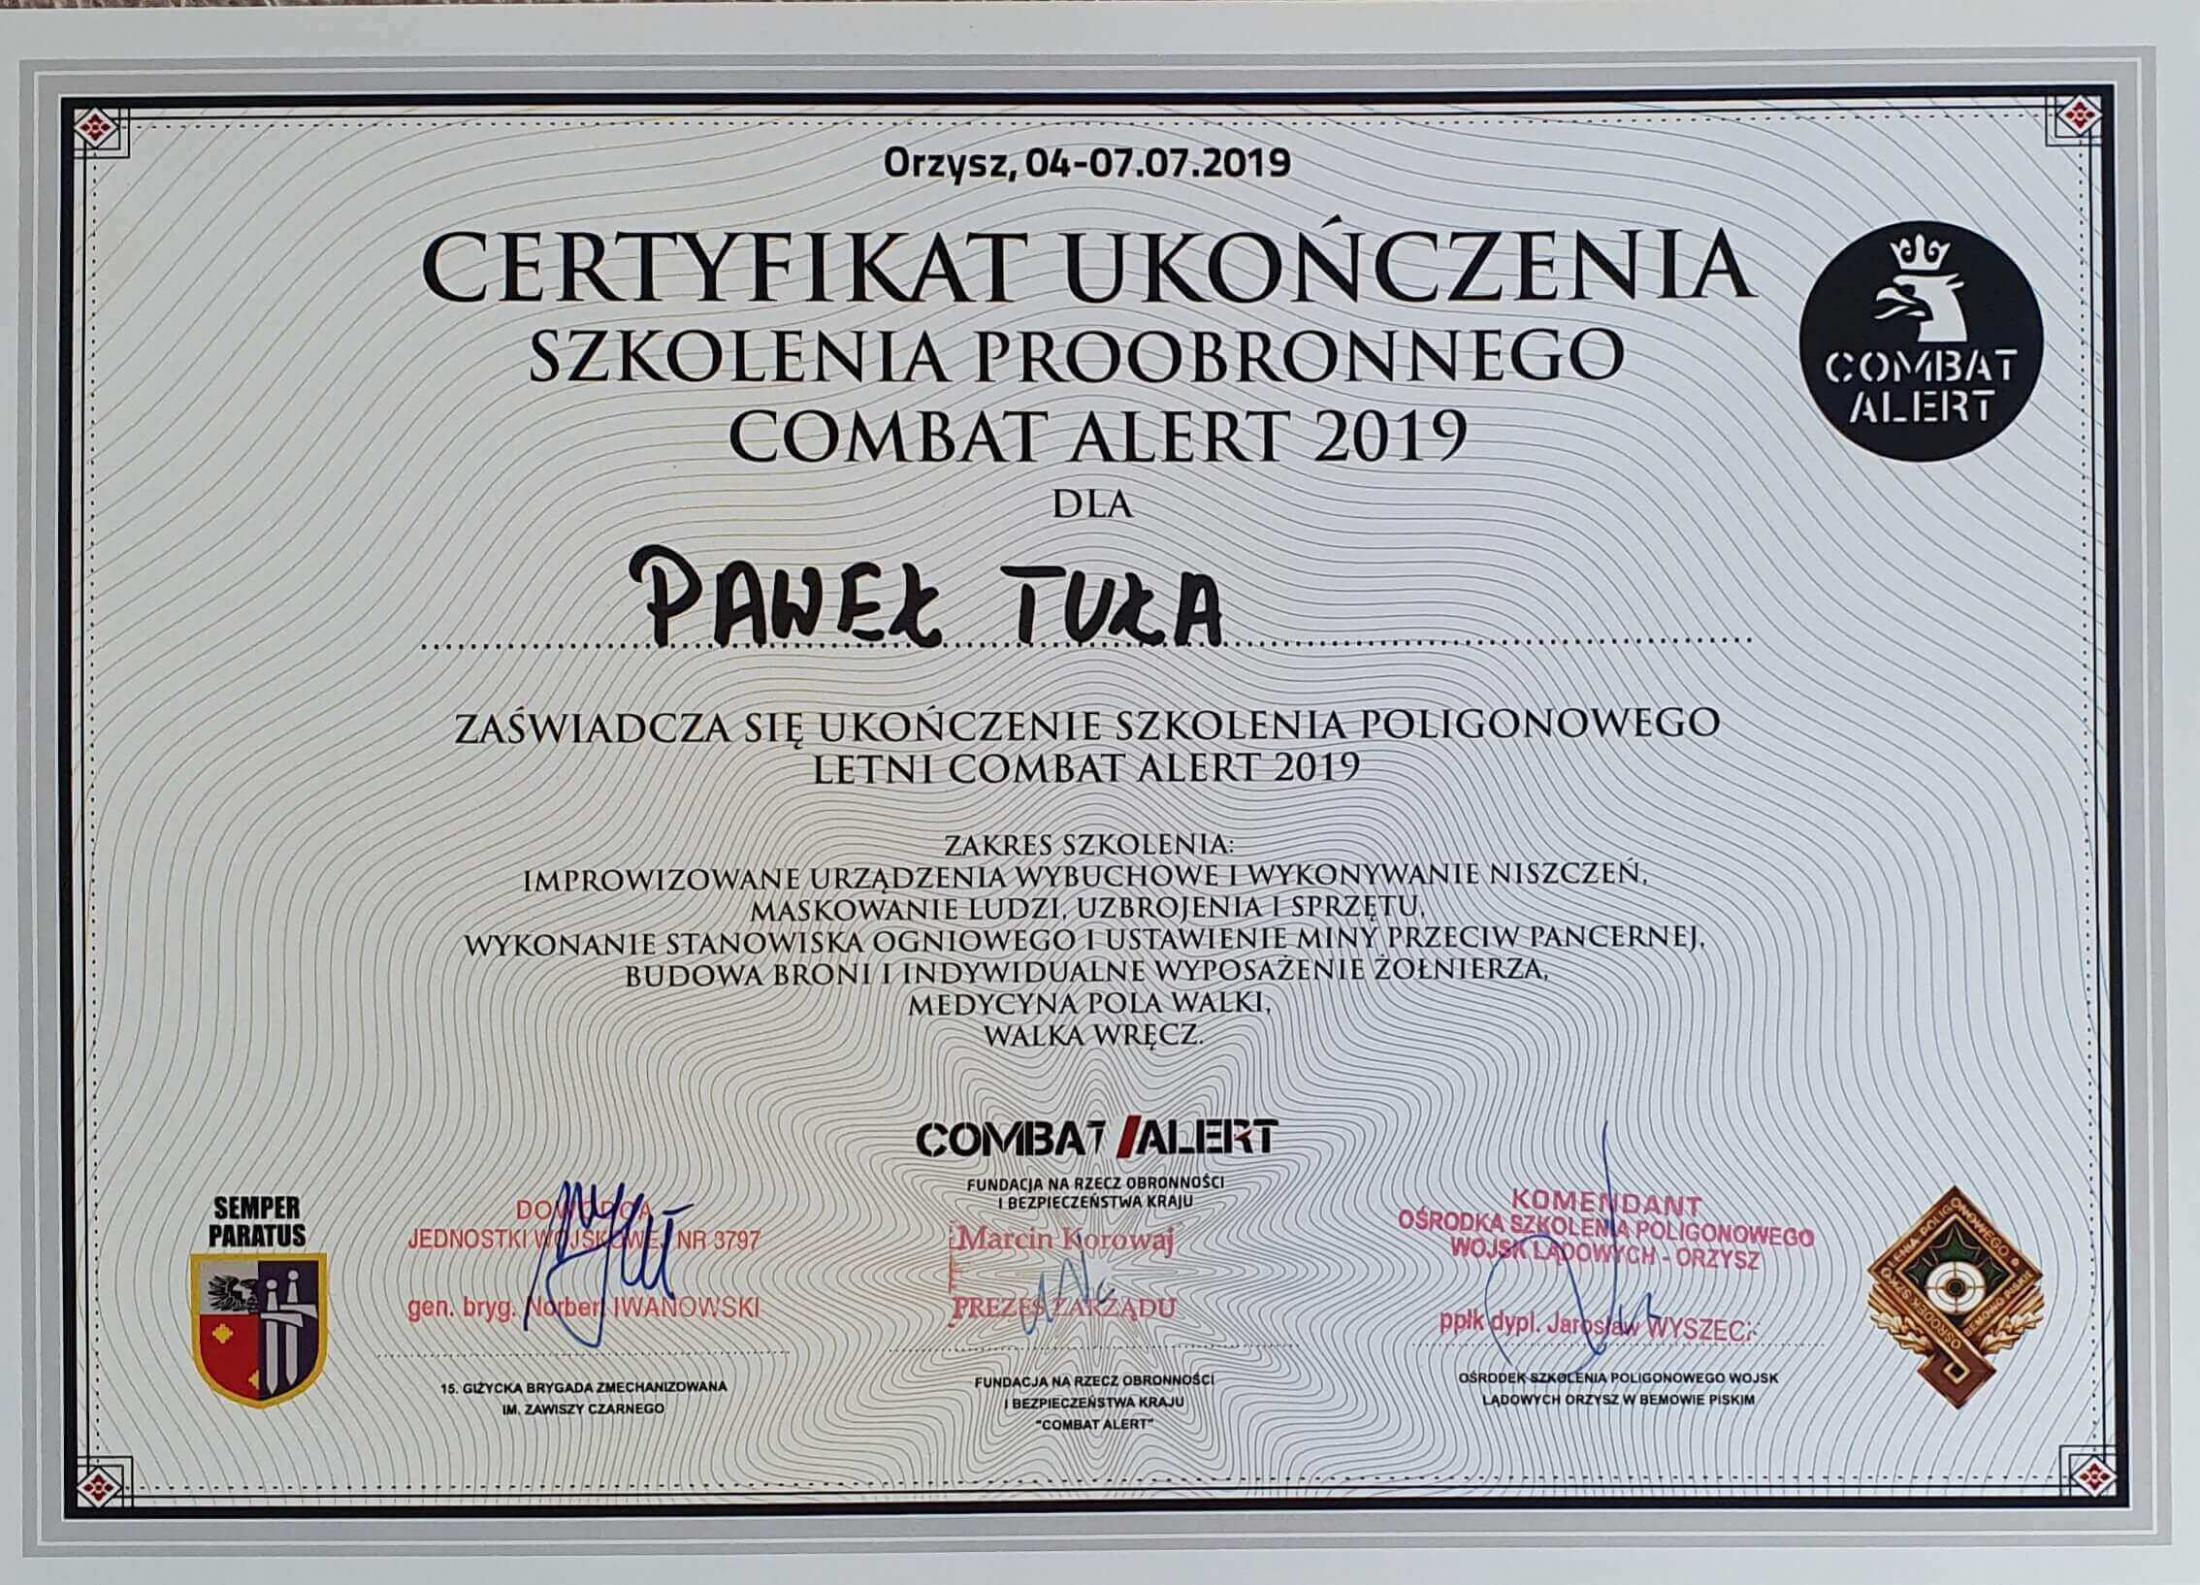 Orzysz, 04-07.07.2019
CERTYFIKAT UKOŃCZENIA
SZKOLENIA PROOBRONNEGO
COMBAT ALERT 2019
COMBAT
ALERT
DLA
PAWEŁ TUŁA
ZAŚWIADCZA SIĘ UKOŃCZENIE SZKOLENIA POLIGONOWEGO
LETNI COMBAT ALERT 2019
ZAKRES SZKOLENIA:
IMPROWIZOWANE URZĄDZENIA WYBUCHOWE I WYKONYWANIE NISZCZEŃ,
MASKOWANIE LUDZI, UZBROJENIA I SPRZĘTU,
WYKONANIE STANOWISKA OGNIOWEGO I USTAWIENIE MINY PRZECIW PANCERNEJ,
BUDOWA BRONI I INDYWIDUALNE WYPOSAŻENIE ŻOŁNIERZA,
MEDYCYNA POLA WALKI,
WALKA WRĘCZ.
COMBAT ALERT
FUNDACJA NA RZECZ OBRONNOŚCI
I BEZPIECZEŃSTWA KRAJU
SEMPER
PARATUS
DOWÓDCA
JEDNOSTKI WOJSKOWEJ NR 3797
gen. bryg. Norbert IWANOWSKI
15. GIŻYCKA BRYGADA ZMECHANIZOWANA
IM. ZAWISZY CZARNEGO
Marcin Korowaj
PREZES ZARZĄDU
FUNDACJA NA RZECZ OBRONNOŚCI
I BEZPIECZEŃSTWA KRAJU
"COMBAT ALERT"
KOMENDANT
OŚRODKA SZKOLENIA POLIGONOWEGO
WOJSK LĄDOWYCH - ORZYSZ
ppłk dypl. Jarosław
OŚRODEK SZKOLENIA POLIGONOWEGO WOJSK
LĄDOWYCH ORZYSZ W BEMOWIE PISKIM